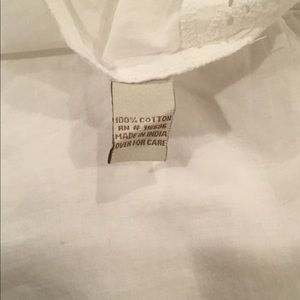 100% COTTON
RN #
MADE IN INDIA
OVER FOR CARE